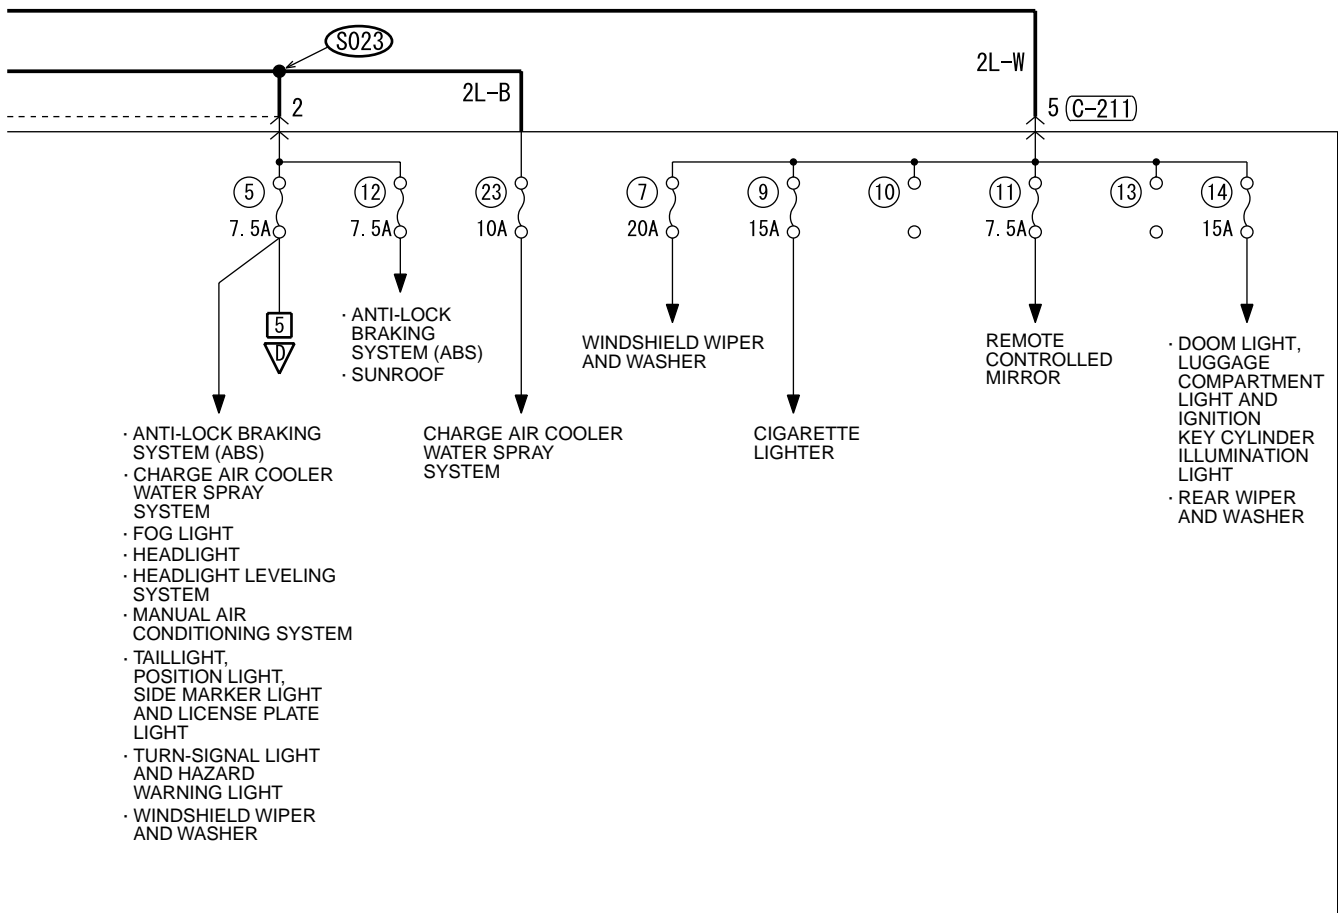 S023
2L-W
2L-B
2
5 (C-211)
5
7.5A
12
7.5A
23
10A
7
20A
9
15A
10
11
7.5A
13
14
15A
5
D
· ANTI-LOCK
BRAKING
SYSTEM (ABS)
· SUNROOF
WINDSHIELD WIPER
AND WASHER
REMOTE
CONTROLLED
MIRROR
· DOOM LIGHT,
LUGGAGE
COMPARTMENT
LIGHT AND
IGNITION
KEY CYLINDER
ILLUMINATION
LIGHT
· REAR WIPER
AND WASHER
· ANTI-LOCK BRAKING
SYSTEM (ABS)
· CHARGE AIR COOLER
WATER SPRAY
SYSTEM
· FOG LIGHT
· HEADLIGHT
· HEADLIGHT LEVELING
SYSTEM
· MANUAL AIR
CONDITIONING SYSTEM
· TAILLIGHT,
POSITION LIGHT,
SIDE MARKER LIGHT
AND LICENSE PLATE
LIGHT
· TURN-SIGNAL LIGHT
AND HAZARD
WARNING LIGHT
· WINDSHIELD WIPER
AND WASHER
CHARGE AIR COOLER
WATER SPRAY
SYSTEM
CIGARETTE
LIGHTER